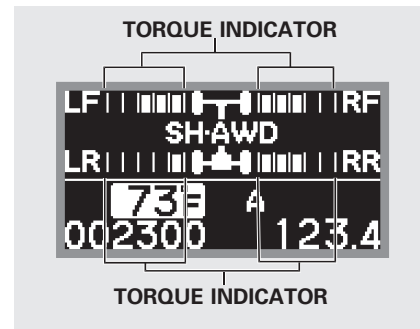 TORQUE INDICATOR
LF RF
SH·AWD
LR RR
73°F A
002300 123.4
TORQUE INDICATOR